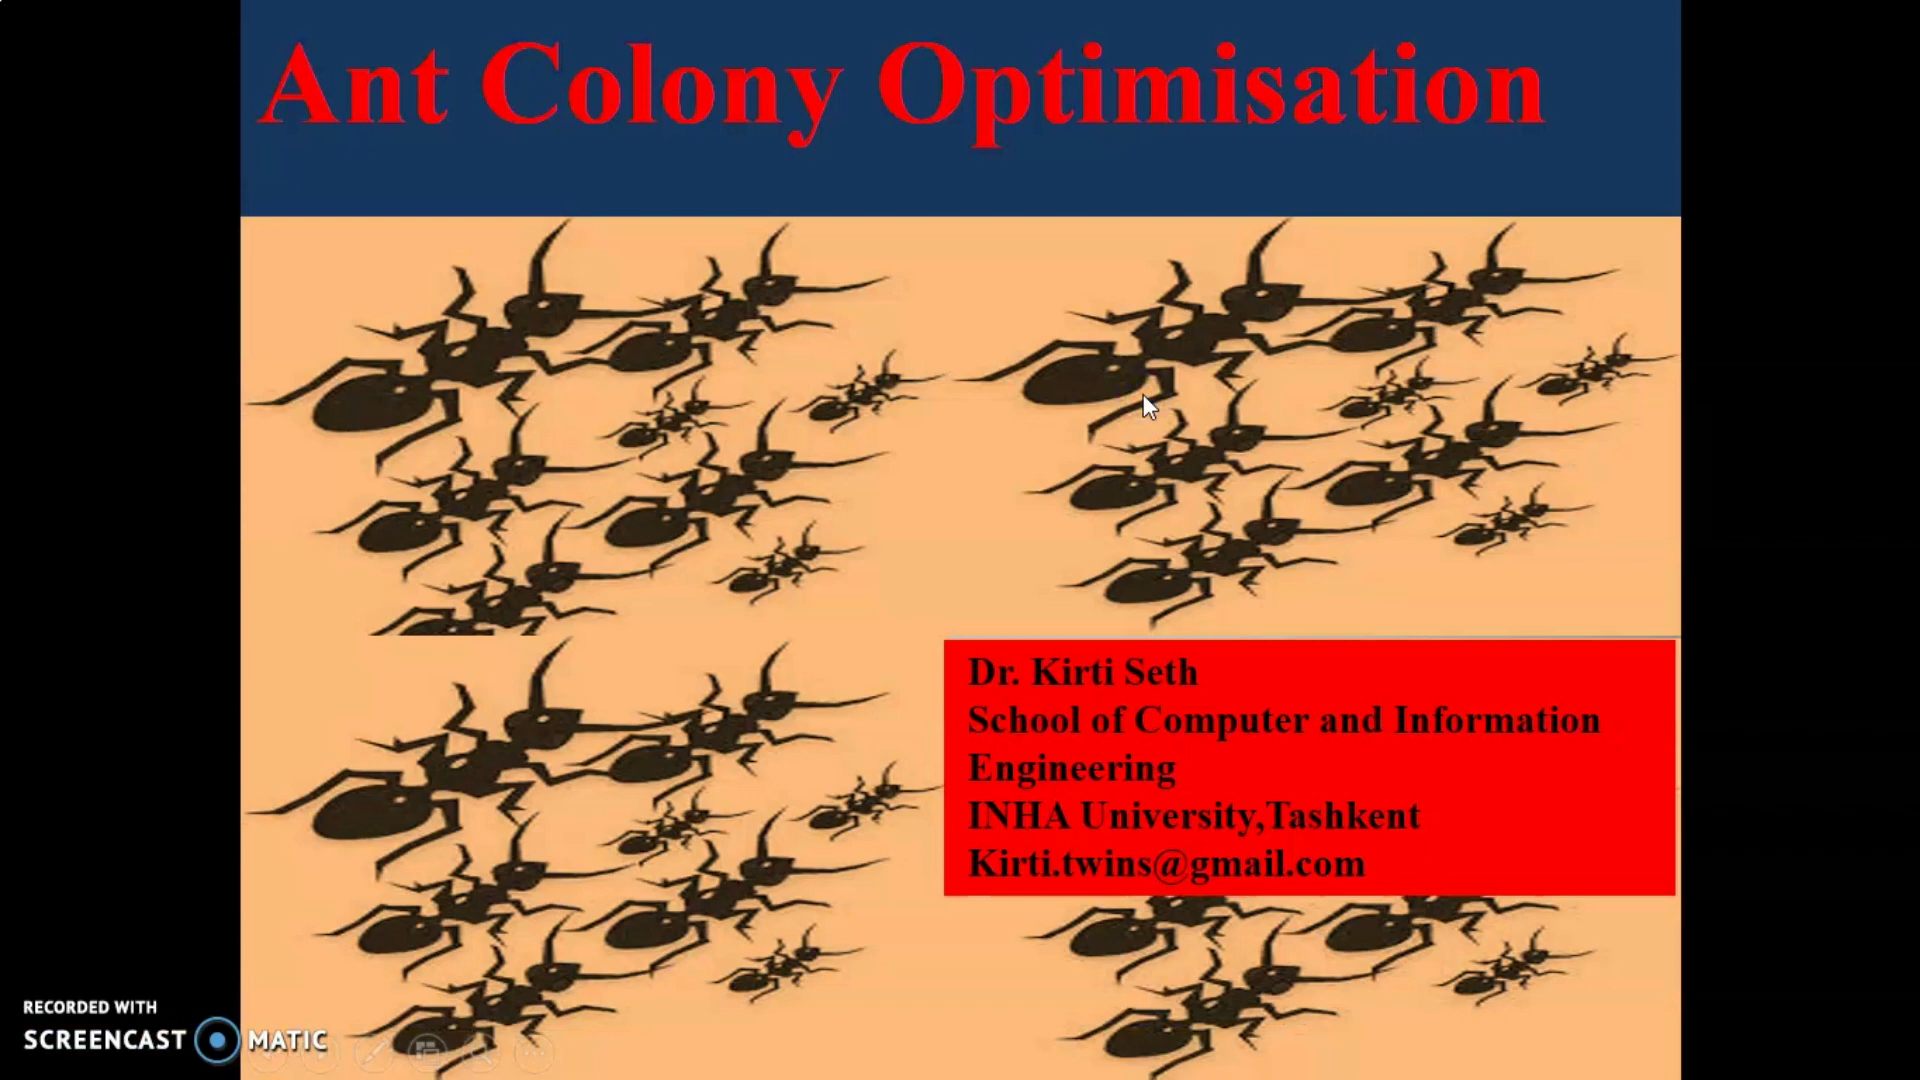 Ant Colony Optimisation
Dr. Kirti Seth
School of Computer and Information
Engineering
INHA University,Tashkent
Kirti.twins@gmail.com
RECORDED WITH
SCREENCAST MATIC